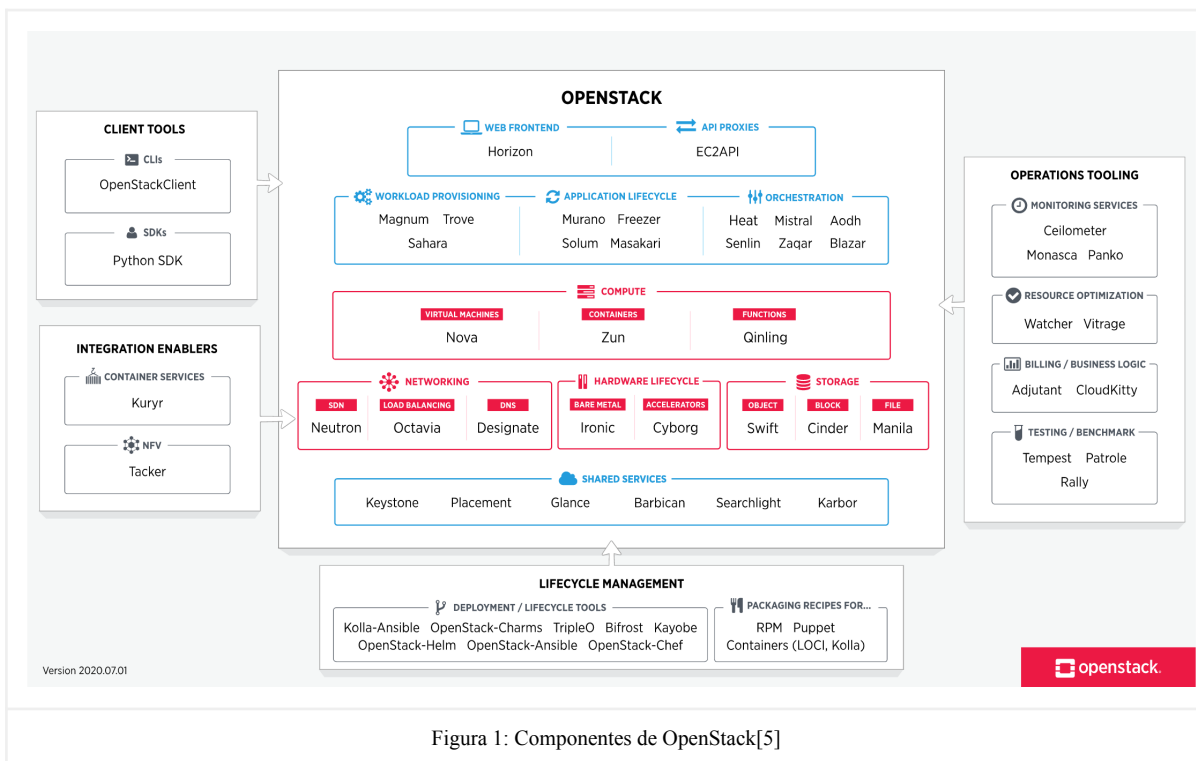 OPENSTACK
WEB FRONTEND
API PROXIES
Horizon
EC2API
WORKLOAD PROVISIONING
APPLICATION LIFECYCLE
ORCHESTRATION
Magnum Trove
Sahara
Murano Freezer
Solum Masakari
Heat Mistral Aodh
Senlin Zaqar Blazar
COMPUTE
VIRTUAL MACHINES
Nova
CONTAINERS
Zun
FUNCTIONS
Qinling
NETWORKING
SDN
Neutron
LOAD BALANCING
Octavia
DNS
Designate
HARDWARE LIFECYCLE
BARE METAL
Ironic
ACCELERATORS
Cyborg
STORAGE
OBJECT
Swift
BLOCK
Cinder
FILE
Manila
SHARED SERVICES
Keystone Placement Glance Barbican Searchlight Karbor
CLIENT TOOLS
CLIs
OpenStackClient
SDKs
Python SDK
INTEGRATION ENABLERS
CONTAINER SERVICES
Kuryr
NFV
Tacker
OPERATIONS TOOLING
MONITORING SERVICES
Ceilometer
Monasca Panko
RESOURCE OPTIMIZATION
Watcher Vitrage
BILLING / BUSINESS LOGIC
Adjutant CloudKitty
TESTING / BENCHMARK
Tempest Patrole
Rally
LIFECYCLE MANAGEMENT
DEPLOYMENT / LIFECYCLE TOOLS
Kolla-Ansible OpenStack-Charms TripleO Bifrost Kayobe
OpenStack-Helm OpenStack-Ansible OpenStack-Chef
PACKAGING RECIPES FOR...
RPM Puppet
Containers (LOCI, Kolla)
Version 2020.07.01
openstack.
Figura 1: Componentes de OpenStack[5]